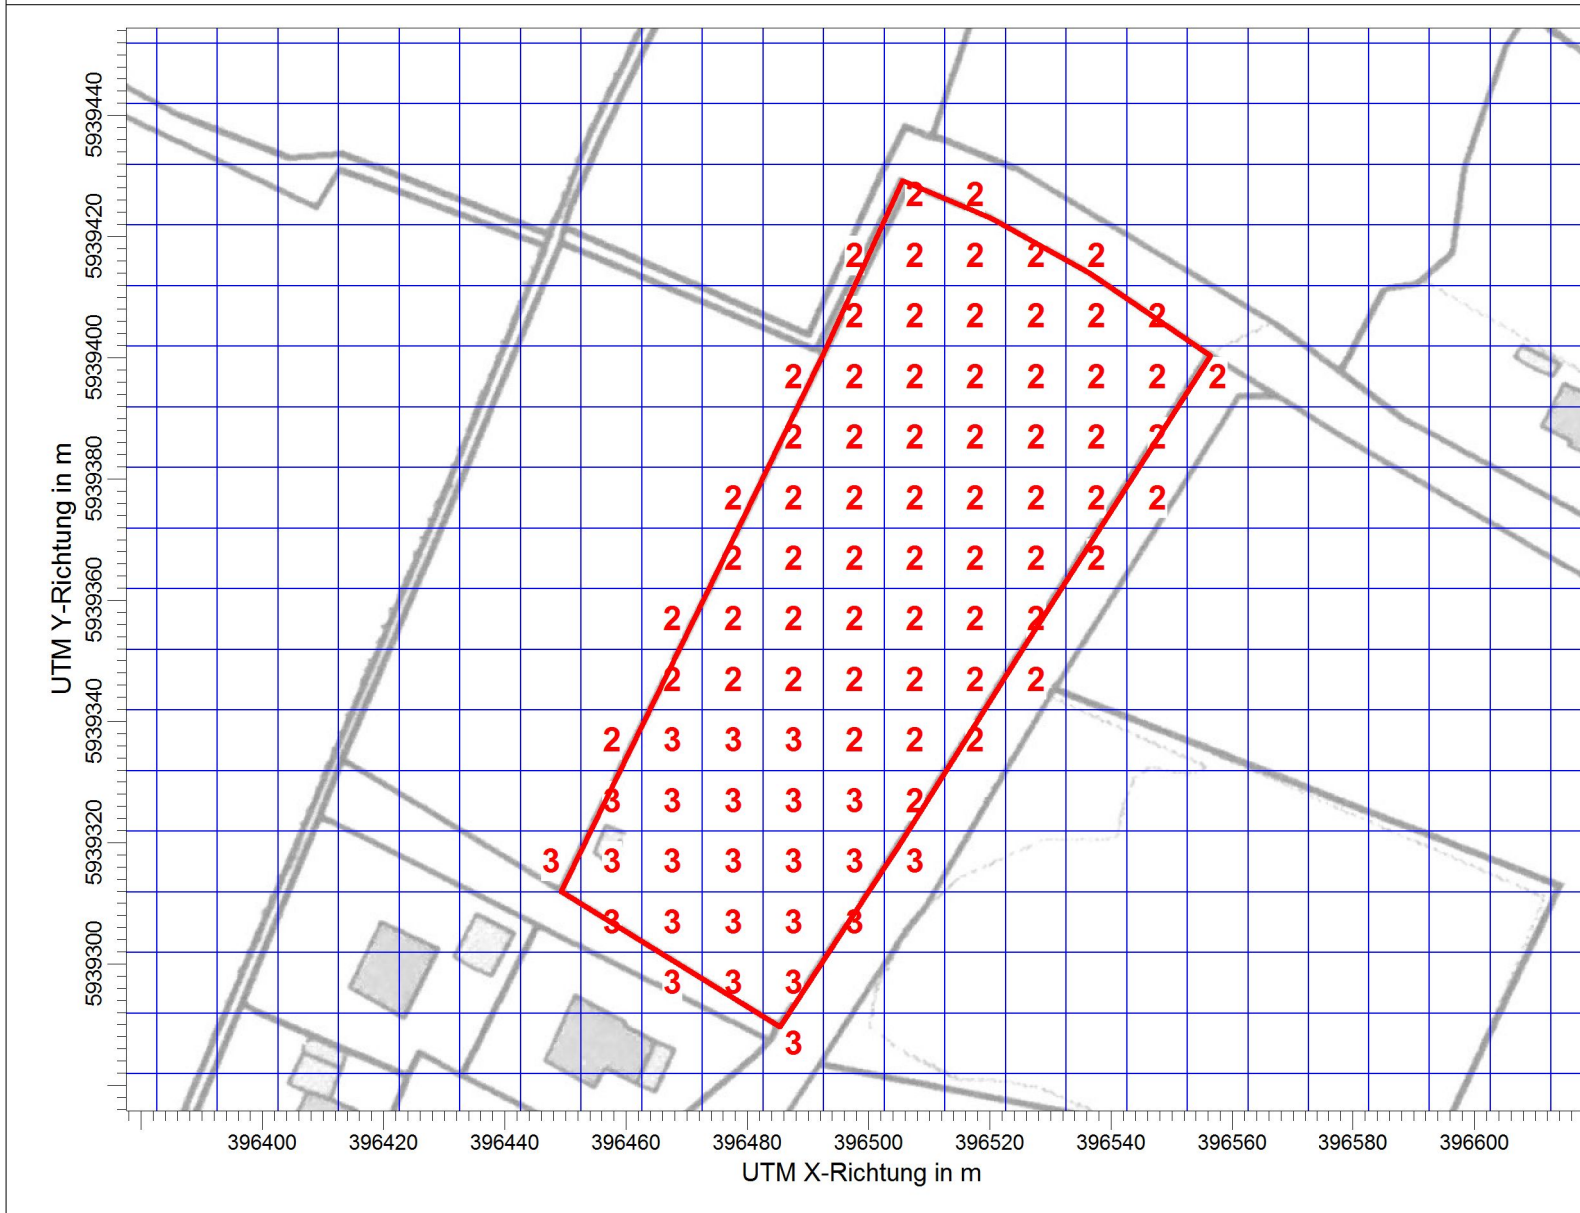 5939440
2 2
5939420
2 2 2 2 2
2 2 2 2 2 2
5939400
2 2 2 2 2 2 2 2
2 2 2 2 2 2 2
5939380
2 2 2 2 2 2 2 2
2 2 2 2 2 2 2
5939360
2 2 2 2 2 2 2
2 2 2 2 2 2 2
5939340
2 3 3 3 2 2 2
3 3 3 3 3 2
5939320
3 3 3 3 3 3 3
3 3 3 3 3
5939300
3 3 3
3
UTM Y-Richtung in m
396400 396420 396440 396460 396480 396500 396520 396540 396560 396580 396600
UTM X-Richtung in m